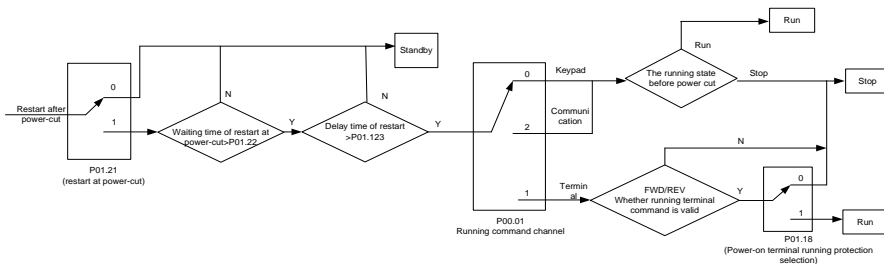 Run
Run
Standby
0
Keypad
The running state
before power cut
Stop
Stop
0
N
N
Restart after
power-cut
Communi
cation
1
Waiting time of restart at
power-cut>P01.22
Y
Delay time of restart
>P01.123
Y
2
N
P01.21
(restart at power-cut)
FWD/REV
Whether running terminal
command is valid
Y
0
1
Termin
al
P00.01
Running command channel
1
Run
P01.18
(Power-on terminal running protection
selection)